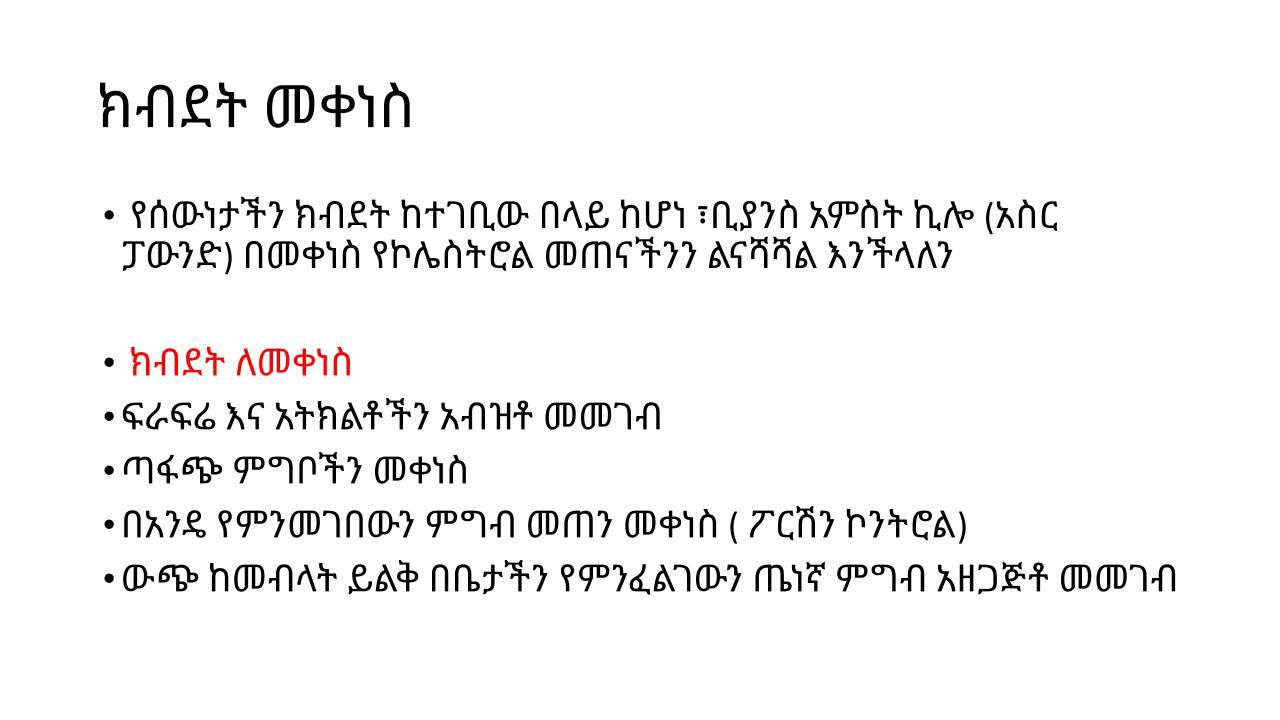 ክብደት መቀነስ
• የሰውነታችን ክብደት ከተገቢው በላይ ከሆነ ፣ቢያንስ አምስት ኪሎ (አስር
ፓውንድ) በመቀነስ የኮሌስትሮል መጠናችንን ልናሻሻል እንችላለን
• ክብደት ለመቀነስ
• ፍራፍሬ እና አትክልቶችን አብዝቶ መመገብ
• ጣፋጭ ምግቦችን መቀነስ
• በአንዴ የምንመገበውን ምግብ መጠን መቀነስ ( ፖርሽን ኮንትሮል)
• ውጭ ከመብላት ይልቅ በቤታችን የምንፈልገውን ጤነኛ ምግብ አዘጋጅቶ መመገብ